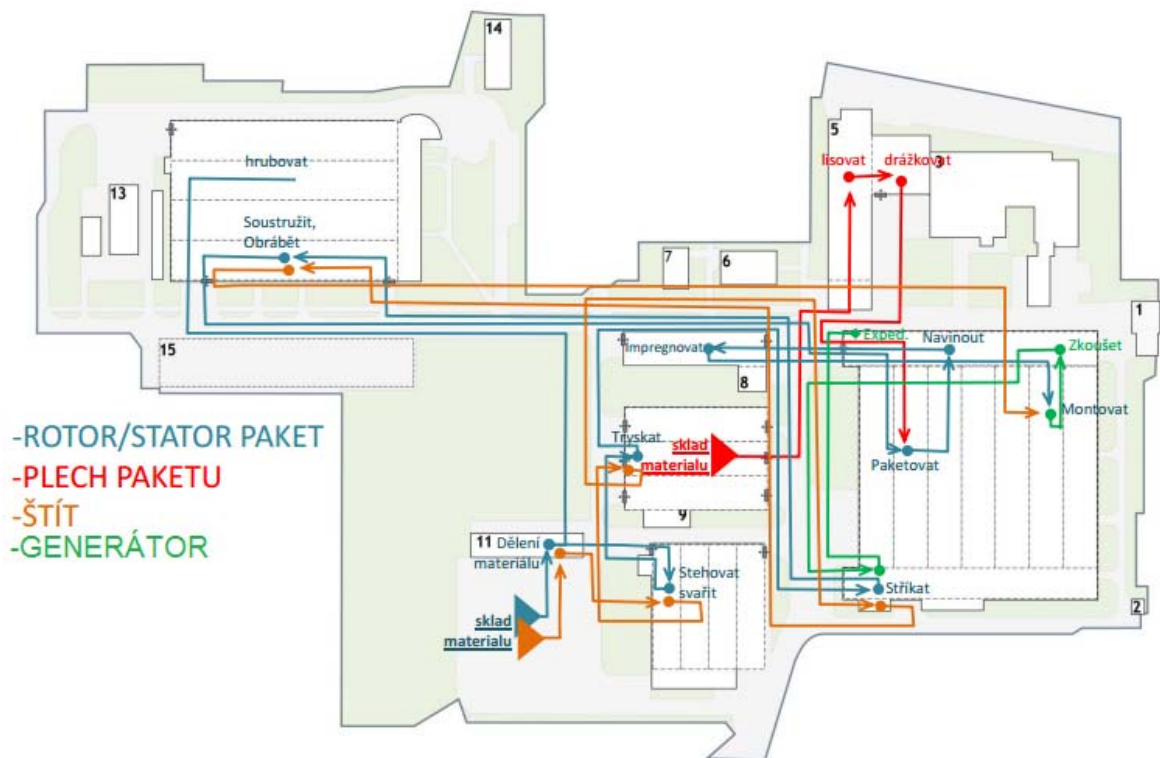 14
5
lisovat
drážkovat
3
hrubovat
13
Soustružit,
Obrábět
7
6
1
15
Impregnovat
Exped.
Navinout
Zkoušet
8
Montovat
-ROTOR/STATOR PAKET
-PLECH PAKETU
-ŠTÍT
-GENERÁTOR
Tryskat
sklad
materialu
Paketovat
9
11 Dělení
materiálu
Stehovat
svařit
Stříkat
2
sklad
materialu